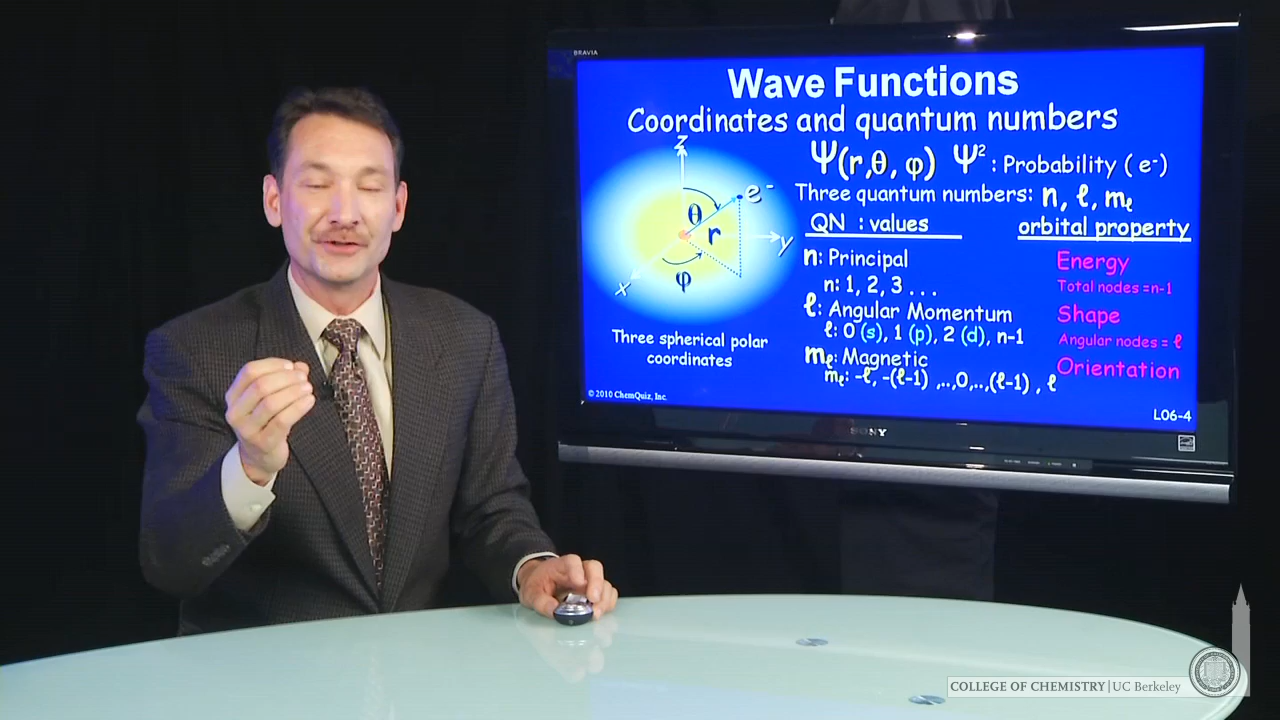 BRAVIA
Wave Functions
Coordinates and quantum numbers
Ψ(r,θ, φ) Ψ² : Probability ( e⁻)
Three quantum numbers: n, ℓ, mℓ
QN : values
orbital property
z
e⁻
θ
r
y
x
φ
n: Principal
n: 1, 2, 3 . . .
Energy
Total nodes =n-1
ℓ: Angular Momentum
ℓ: 0 (s), 1 (p), 2 (d), n-1
Shape
Angular nodes = ℓ
mℓ: Magnetic
mℓ: -ℓ, -(ℓ-1) ,..,0,..,(ℓ-1) , ℓ
Orientation
Three spherical polar
coordinates
© 2010 ChemQuiz, Inc.
L06-4
SONY
COLLEGE OF CHEMISTRY | UC Berkeley